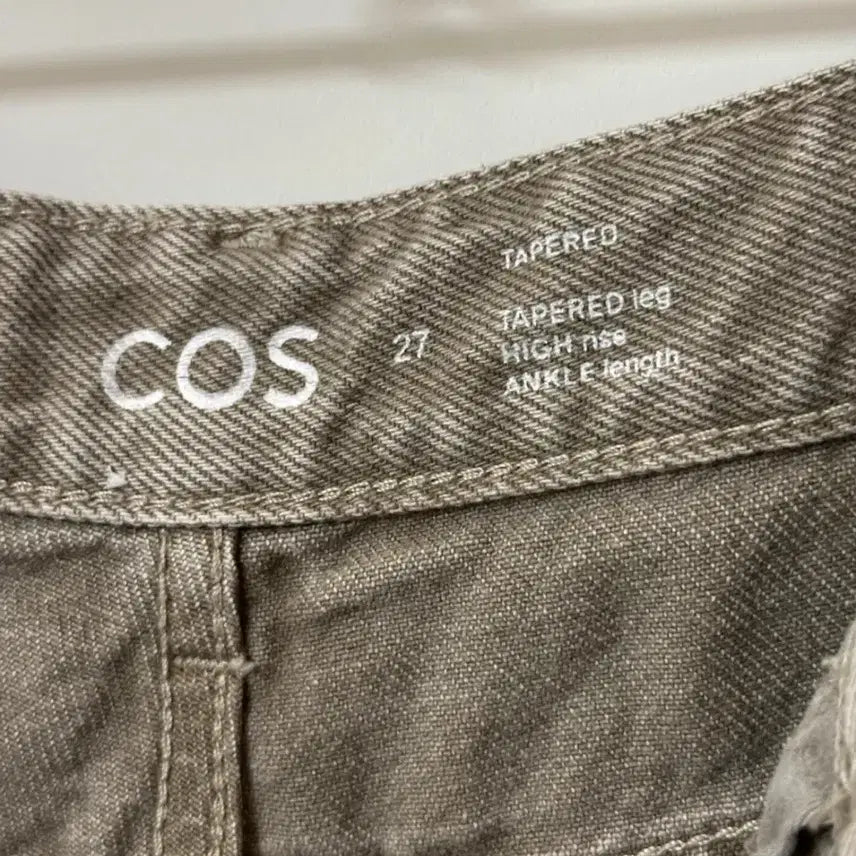 COS
27
TAPERED
TAPERED leg
HIGH rise
ANKLE length